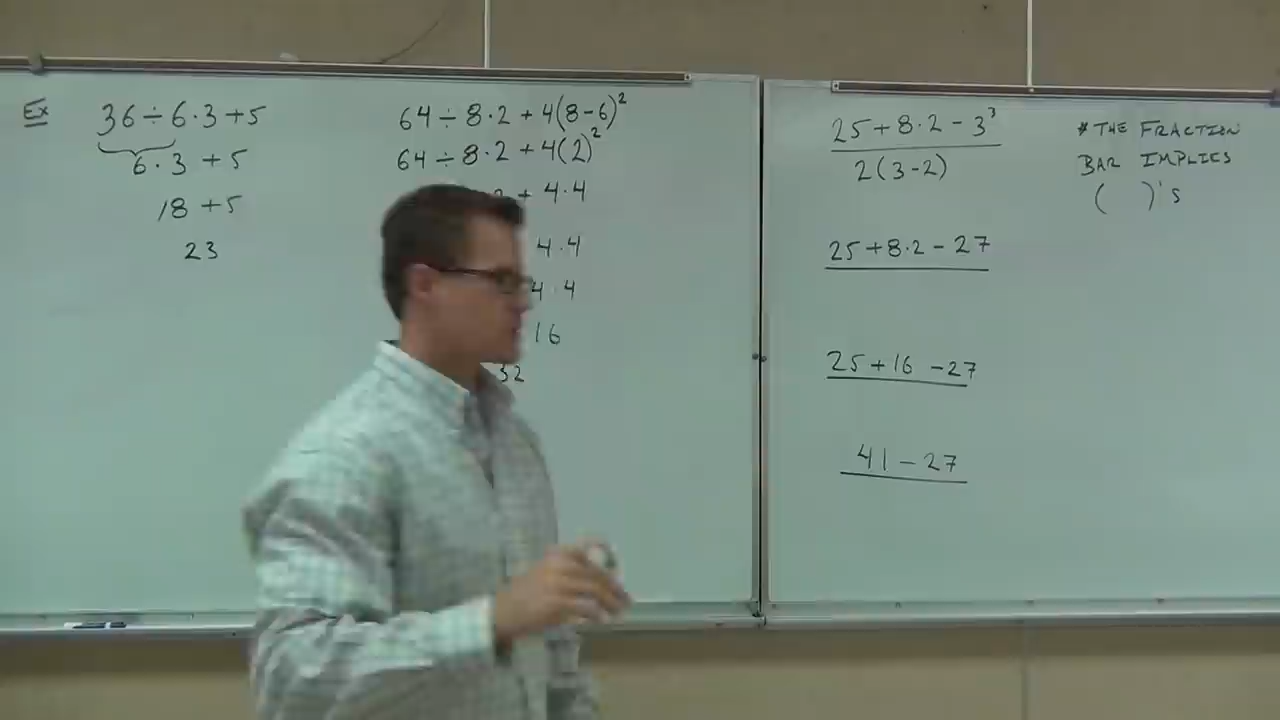 Ex 36 ÷ 6 · 3 + 5
6 · 3 + 5
18 + 5
23
64 ÷ 8 · 2 + 4(8 - 6)²
64 ÷ 8 · 2 + 4(2)²
2 + 4 · 4
4 · 4
4 · 4
16
32
25 + 8 · 2 - 3³
2(3 - 2)
25 + 8 · 2 - 27
25 + 16 - 27
41 - 27
* THE FRACTION
BAR IMPLIES
( )'s